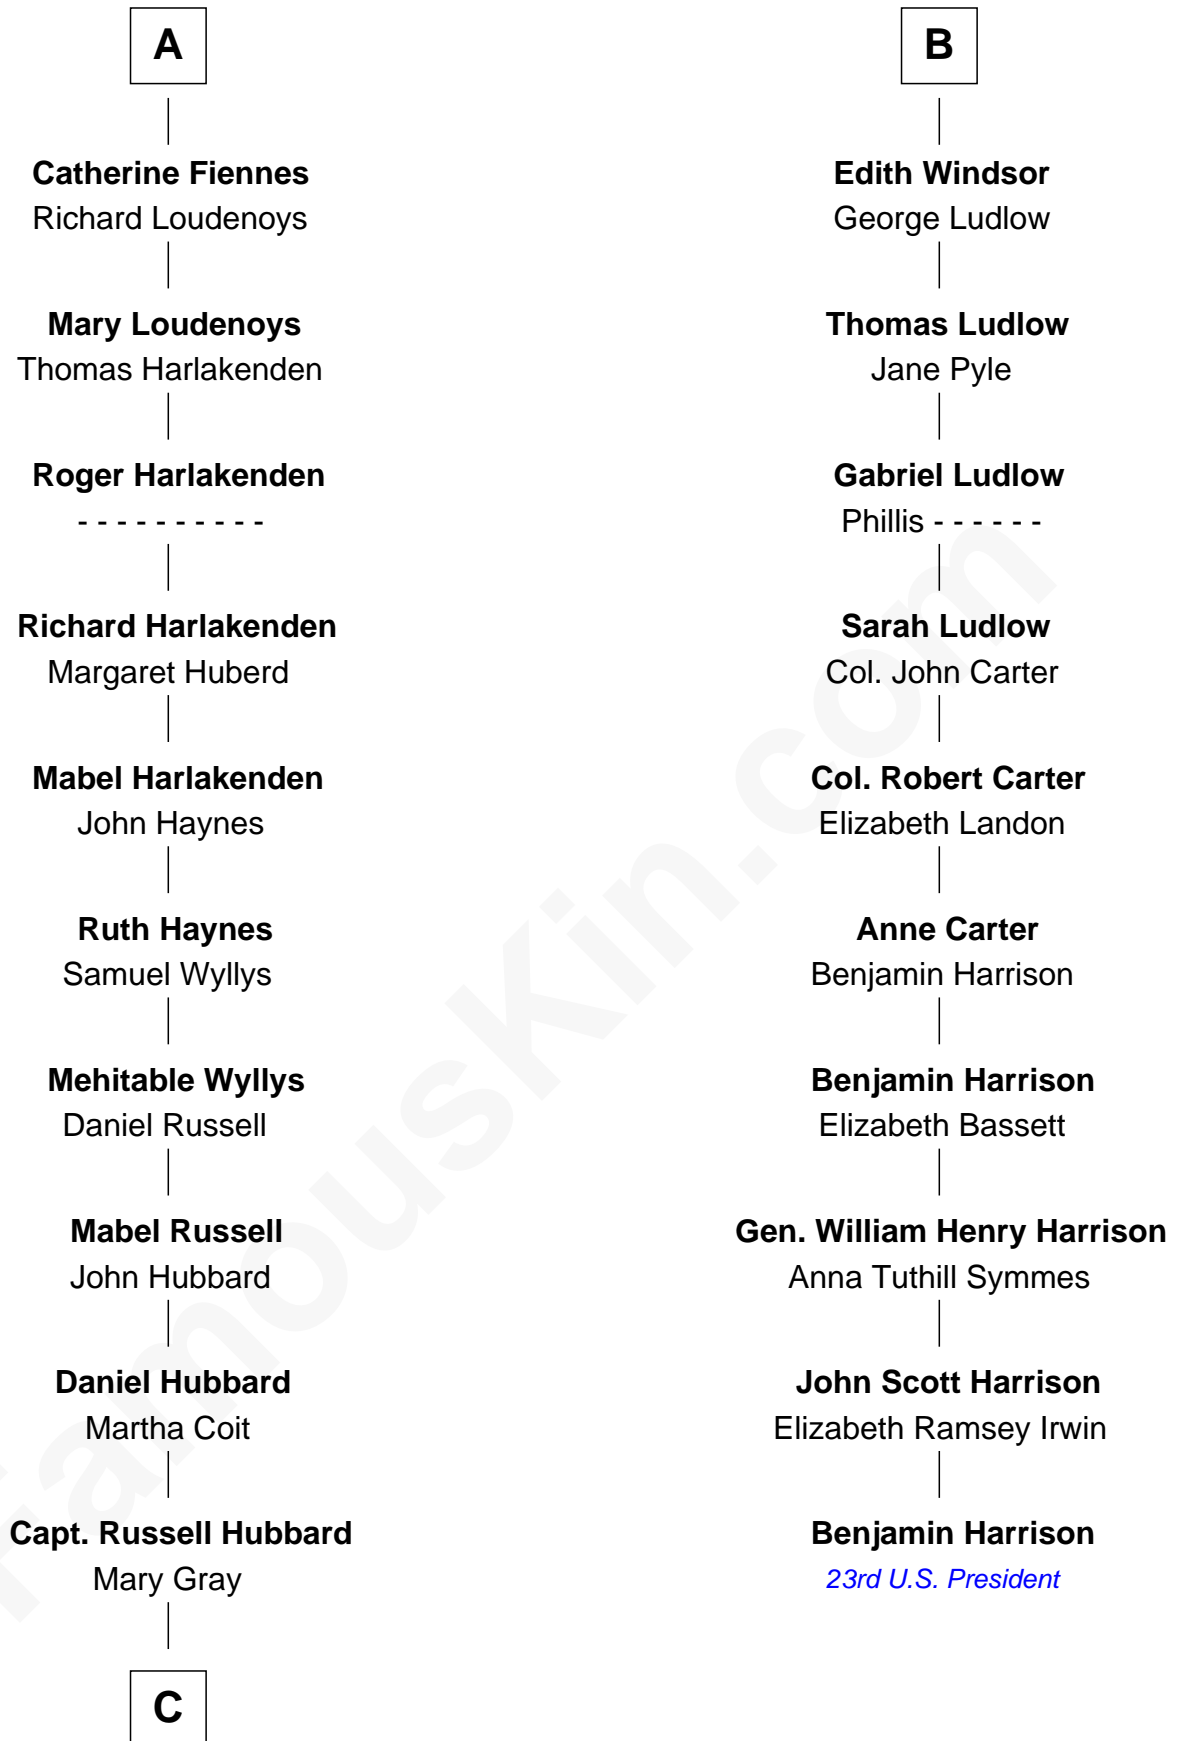 A
Catherine Fiennes
Richard Loudenoys
Mary Loudenoys
Thomas Harlakenden
Roger Harlakenden
- - - - - - - - - -
Richard Harlakenden
Margaret Huberd
Mabel Harlakenden
John Haynes
Ruth Haynes
Samuel Wyllys
Mehitable Wyllys
Daniel Russell
Mabel Russell
John Hubbard
Daniel Hubbard
Martha Coit
Capt. Russell Hubbard
Mary Gray
C
B
Edith Windsor
George Ludlow
Thomas Ludlow
Jane Pyle
Gabriel Ludlow
Phillis - - - - - -
Sarah Ludlow
Col. John Carter
Col. Robert Carter
Elizabeth Landon
Anne Carter
Benjamin Harrison
Benjamin Harrison
Elizabeth Bassett
Gen. William Henry Harrison
Anna Tuthill Symmes
John Scott Harrison
Elizabeth Ramsey Irwin
Benjamin Harrison
23rd U.S. President
FamousKin.com